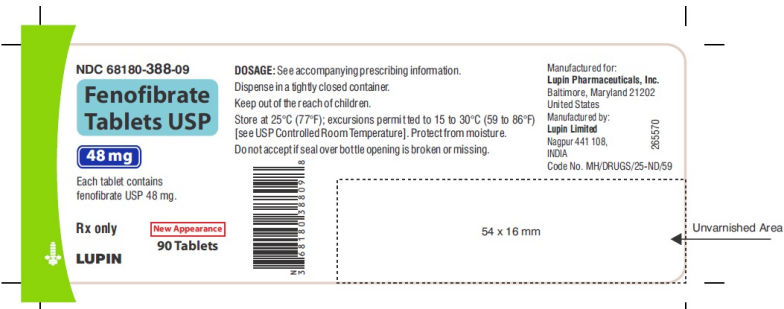 NDC 68180-388-09
Fenofibrate
Tablets USP
48 mg
Each tablet contains
fenofibrate USP 48 mg.
Rx only
New Appearance
90 Tablets
LUPIN
DOSAGE: See accompanying prescribing information.
Dispense in a tightly closed container.
Keep out of the reach of children.
Store at 25°C (77°F); excursions permitted to 15 to 30°C (59 to 86°F)
[see USP Controlled Room Temperature]. Protect from moisture.
Do not accept if seal over bottle opening is broken or missing.
N
3 68180 38809 8
Manufactured for:
Lupin Pharmaceuticals, Inc.
Baltimore, Maryland 21202
United States
Manufactured by:
Lupin Limited
Nagpur 441 108,
INDIA
Code No. MH/DRUGS/25-ND/59
265570
54 x 16 mm
Unvarnished Area